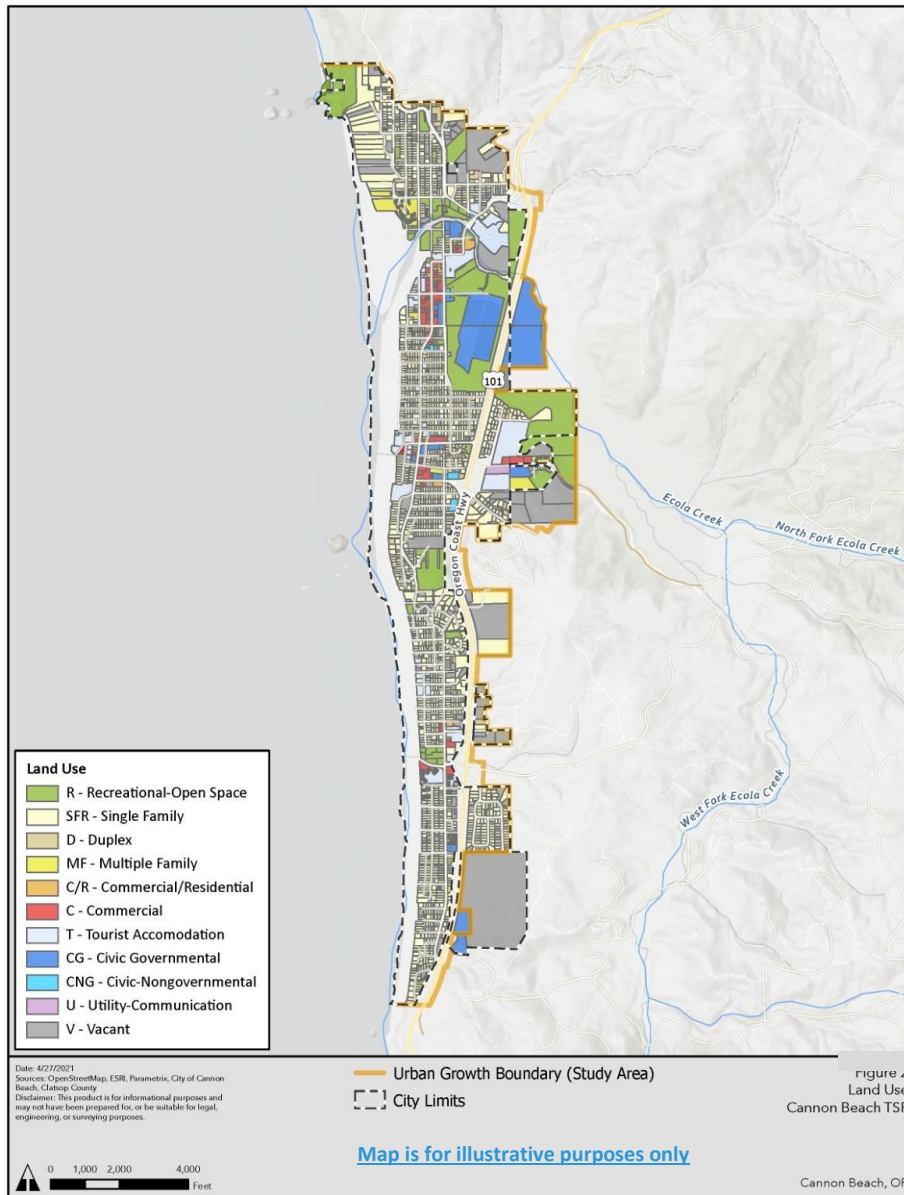 101
Oregon Coast Hwy
Ecola Creek
North Fork Ecola Creek
West Fork Ecola Creek
Land Use
R - Recreational-Open Space
SFR - Single Family
D - Duplex
MF - Multiple Family
C/R - Commercial/Residential
C - Commercial
T - Tourist Accomodation
CG - Civic Governmental
CNG - Civic-Nongovernmental
U - Utility-Communication
V - Vacant
Date: 4/27/2021
Sources: OpenStreetMap, ESRI, Parametrix, City of Cannon
Beach, Clatsop County
Disclaimer: This product is for informational purposes and
may not have been prepared for, or be suitable for legal,
engineering, or surveying purposes.
0 1,000 2,000 4,000
Feet
Urban Growth Boundary (Study Area)
City Limits
Map is for illustrative purposes only
Figure 2
Land Use
Cannon Beach TSP
Cannon Beach, OR